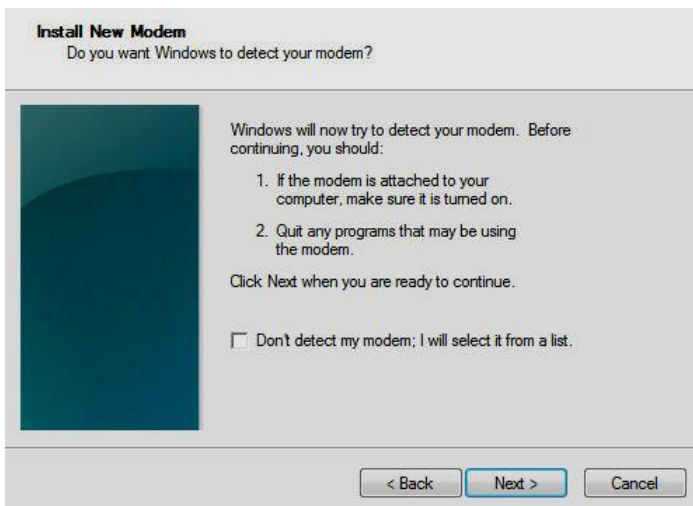 Install New Modem
Do you want Windows to detect your modem?
Windows will now try to detect your modem.  Before
continuing, you should:
1. If the modem is attached to your
computer, make sure it is turned on.
2. Quit any programs that may be using
the modem.
Click Next when you are ready to continue.
Don't detect my modem; I will select it from a list.
< Back Next > Cancel